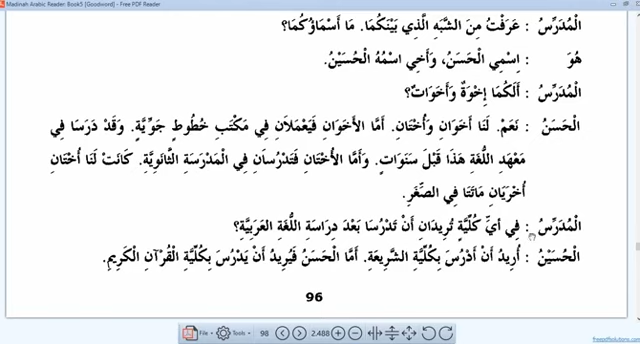 Madinah Arabic Reader Book5 [Goodword] - Free PDF Reader
الْمُدَرِّسُ : عَرَفْتُ مِنَ الشَّبَهِ الَّذِي بَيْنَكُمَا. مَا أَسْمَاؤُكُمَا؟
هُوَ : اِسْمِي الْحَسَنُ، وَأَخِي اسْمُهُ الْحُسَيْنُ.
الْمُدَرِّسُ : أَلَكُمَا إِخْوَةٌ وَأَخَوَاتٌ؟
الْحَسَنُ : نَعَمْ. لَنَا أَخَوَانِ وَأُخْتَانِ. أَمَّا الأَخَوَانِ فَيَعْمَلَانِ فِي مَكْتَبِ خُطُوطٍ جَوِّيَّةٍ. وَقَدْ دَرَسَا فِي
مَعْهَدِ اللُّغَةِ هَذَا قَبْلَ سَنَوَاتٍ. وَأَمَّا الأُخْتَانِ فَتَدْرُسَانِ فِي الْمَدْرَسَةِ الثَّانَوِيَّةِ. كَانَتْ لَنَا أُخْتَانِ
أُخْرَيَانِ مَاتَتَا فِي الصِّغَرِ.
الْمُدَرِّسُ : فِي أَيِّ كُلِّيَّةٍ تُرِيدَانِ أَنْ تَدْرُسَا بَعْدَ دِرَاسَةِ اللُّغَةِ الْعَرَبِيَّةِ؟
الْحُسَيْنُ : أُرِيدُ أَنْ أَدْرُسَ بِكُلِّيَّةِ الشَّرِيعَةِ. أَمَّا الْحَسَنُ فَيُرِيدُ أَنْ يَدْرُسَ بِكُلِّيَّةِ الْقُرْآنِ الْكَرِيمِ.
96
File Tools 98 2.488
freepdfsolutions.com